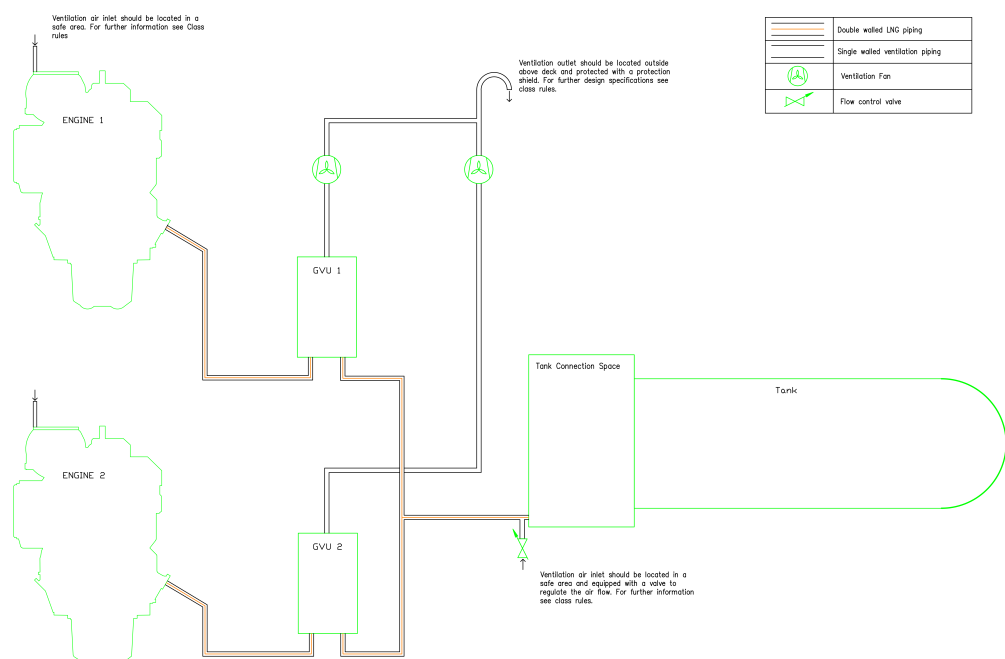 Ventilation air inlet should be located in a
safe area. For further information see Class
rules
ENGINE 1
Ventilation outlet should be located outside
above deck and protected with a protection
shield. For further design specifications see
class rules.
Double walled LNG piping
Single walled ventilation piping
Ventilation Fan
Flow control valve
GVU 1
Tank Connection Space
Tank
ENGINE 2
GVU 2
Ventilation air inlet should be located in a
safe area and equipped with a valve to
regulate the air flow. For further information
see class rules.